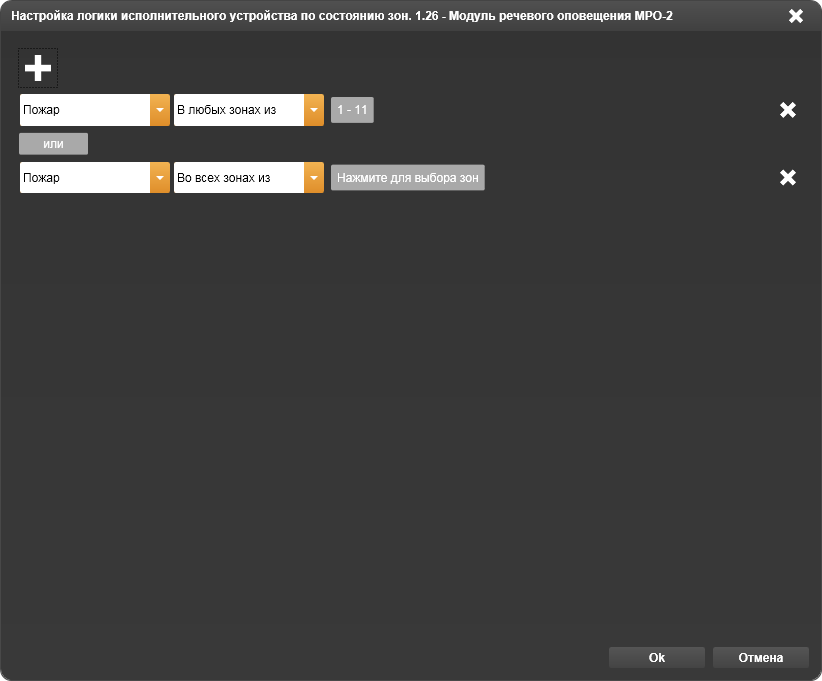 Настройка логики исполнительного устройства по состоянию зон. 1.26 - Модуль речевого оповещения МРО-2
Пожар В любых зонах из 1 - 11
или
Пожар Во всех зонах из Нажмите для выбора зон
Ok Отмена